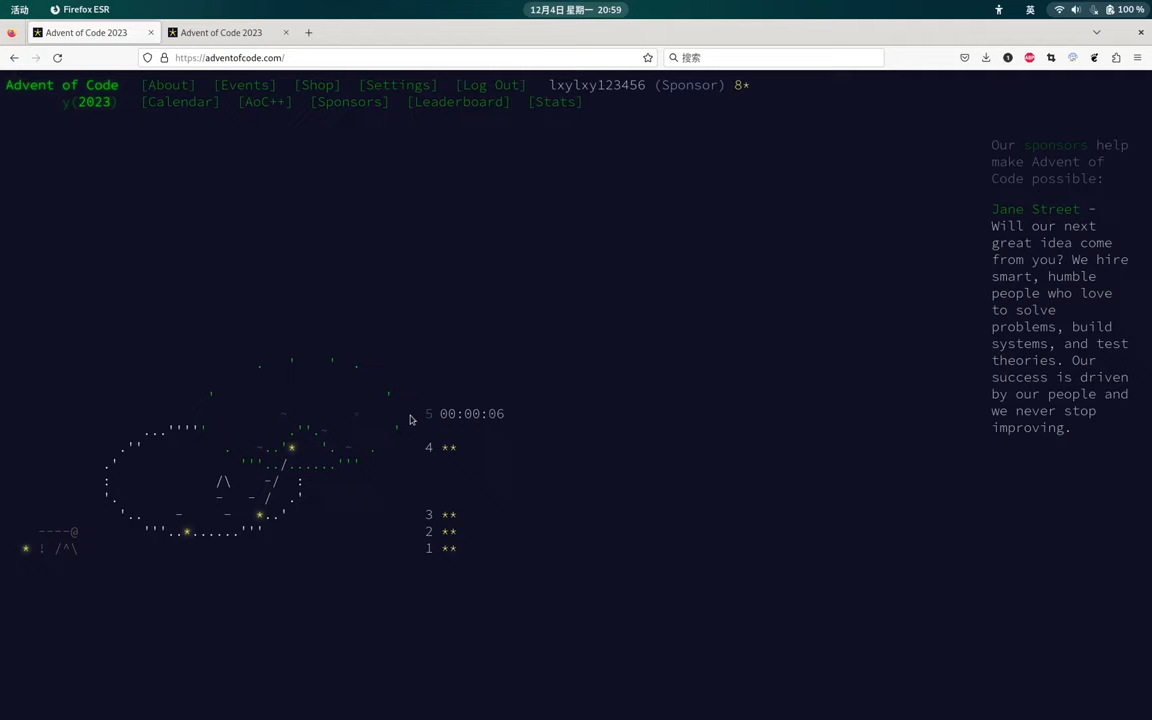 活动 Firefox ESR 12月4日 星期一 20:59 英 100 %
Advent of Code 2023 Advent of Code 2023
https://adventofcode.com/ 搜索
Advent of Code [About] [Events] [Shop] [Settings] [Log Out] lxylxy123456 (Sponsor) 8*
y(2023) [Calendar] [AoC++] [Sponsors] [Leaderboard] [Stats]
Our sponsors help
make Advent of
Code possible:
Jane Street -
Will our next
great idea come
from you? We hire
smart, humble
people who love
to solve
problems, build
systems, and test
theories. Our
success is driven
by our people and
we never stop
improving.
5 00:00:06
4 **
3 **
2 **
1 **